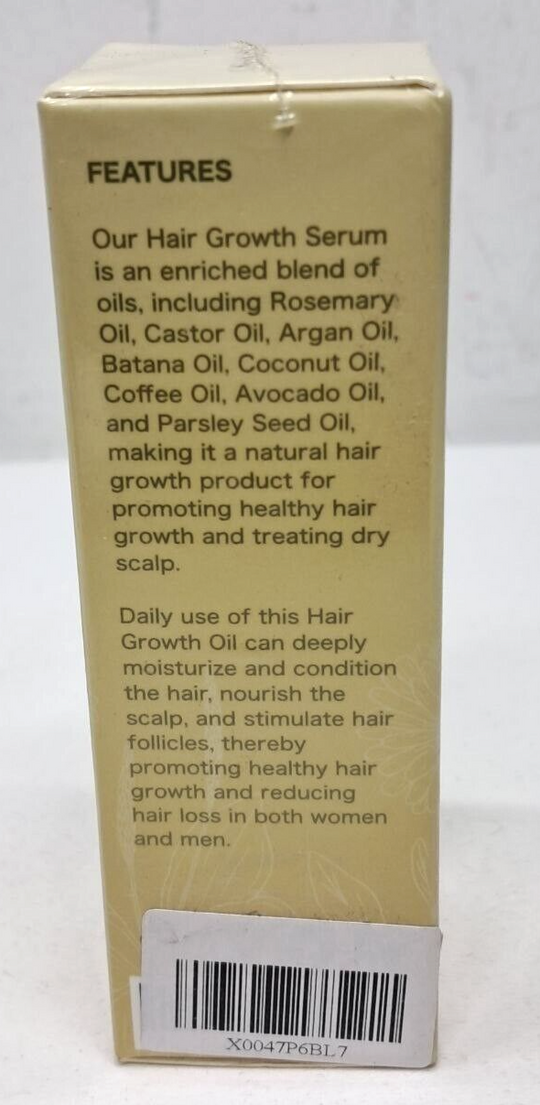 FEATURES
Our Hair Growth Serum
is an enriched blend of
oils, including Rosemary
Oil, Castor Oil, Argan Oil,
Batana Oil, Coconut Oil,
Coffee Oil, Avocado Oil,
and Parsley Seed Oil,
making it a natural hair
growth product for
promoting healthy hair
growth and treating dry
scalp.
Daily use of this Hair
Growth Oil can deeply
moisturize and condition
the hair, nourish the
scalp, and stimulate hair
follicles, thereby
promoting healthy hair
growth and reducing
hair loss in both women
and men.
X0047P6BL7